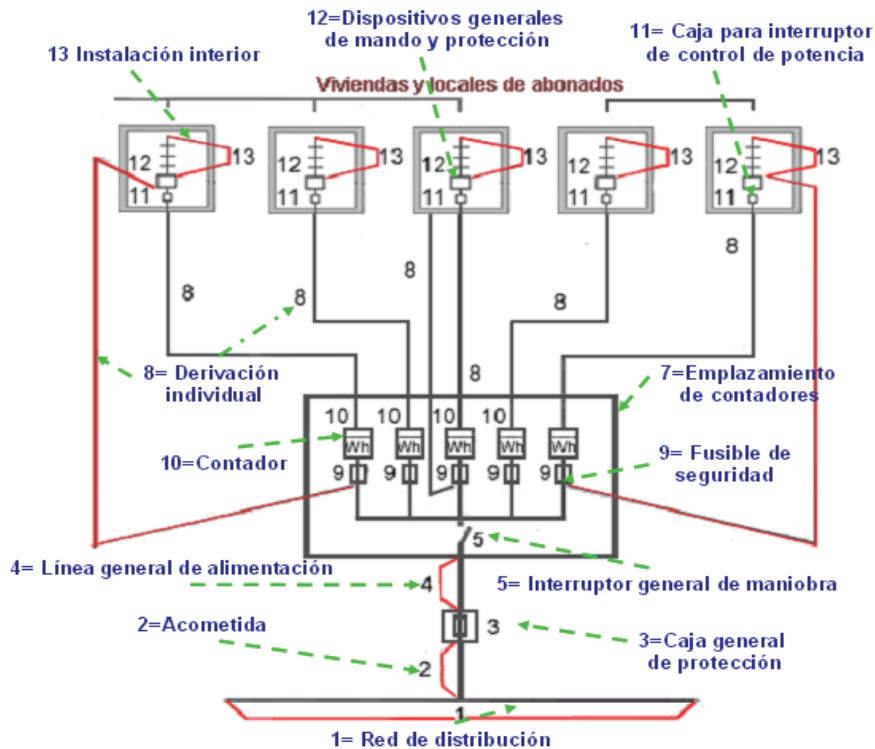 12=Dispositivos generales
de mando y protección
11= Caja para interruptor
de control de potencia
13 Instalación interior
Viviendas y locales de abonados
12 13 12 13 12 13 12 13 12 13
11 11 11 11 11
8 8 8 8 8
8
8= Derivación
individual
7=Emplazamiento
de contadores
10 10 10 10
Wh Wh Wh Wh Wh
10=Contador
9 9 9 9 9
9= Fusible de
seguridad
5
4= Línea general de alimentación
4
5= Interruptor general de maniobra
2=Acometida
3
3=Caja general
de protección
2
1
1= Red de distribución